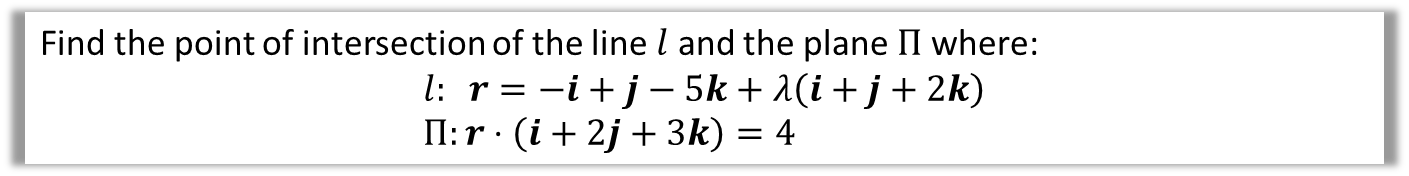 Find the point of intersection of the line l and the plane Π where:
l: r = −i + j − 5k + λ(i + j + 2k)
Π: r · (i + 2j + 3k) = 4